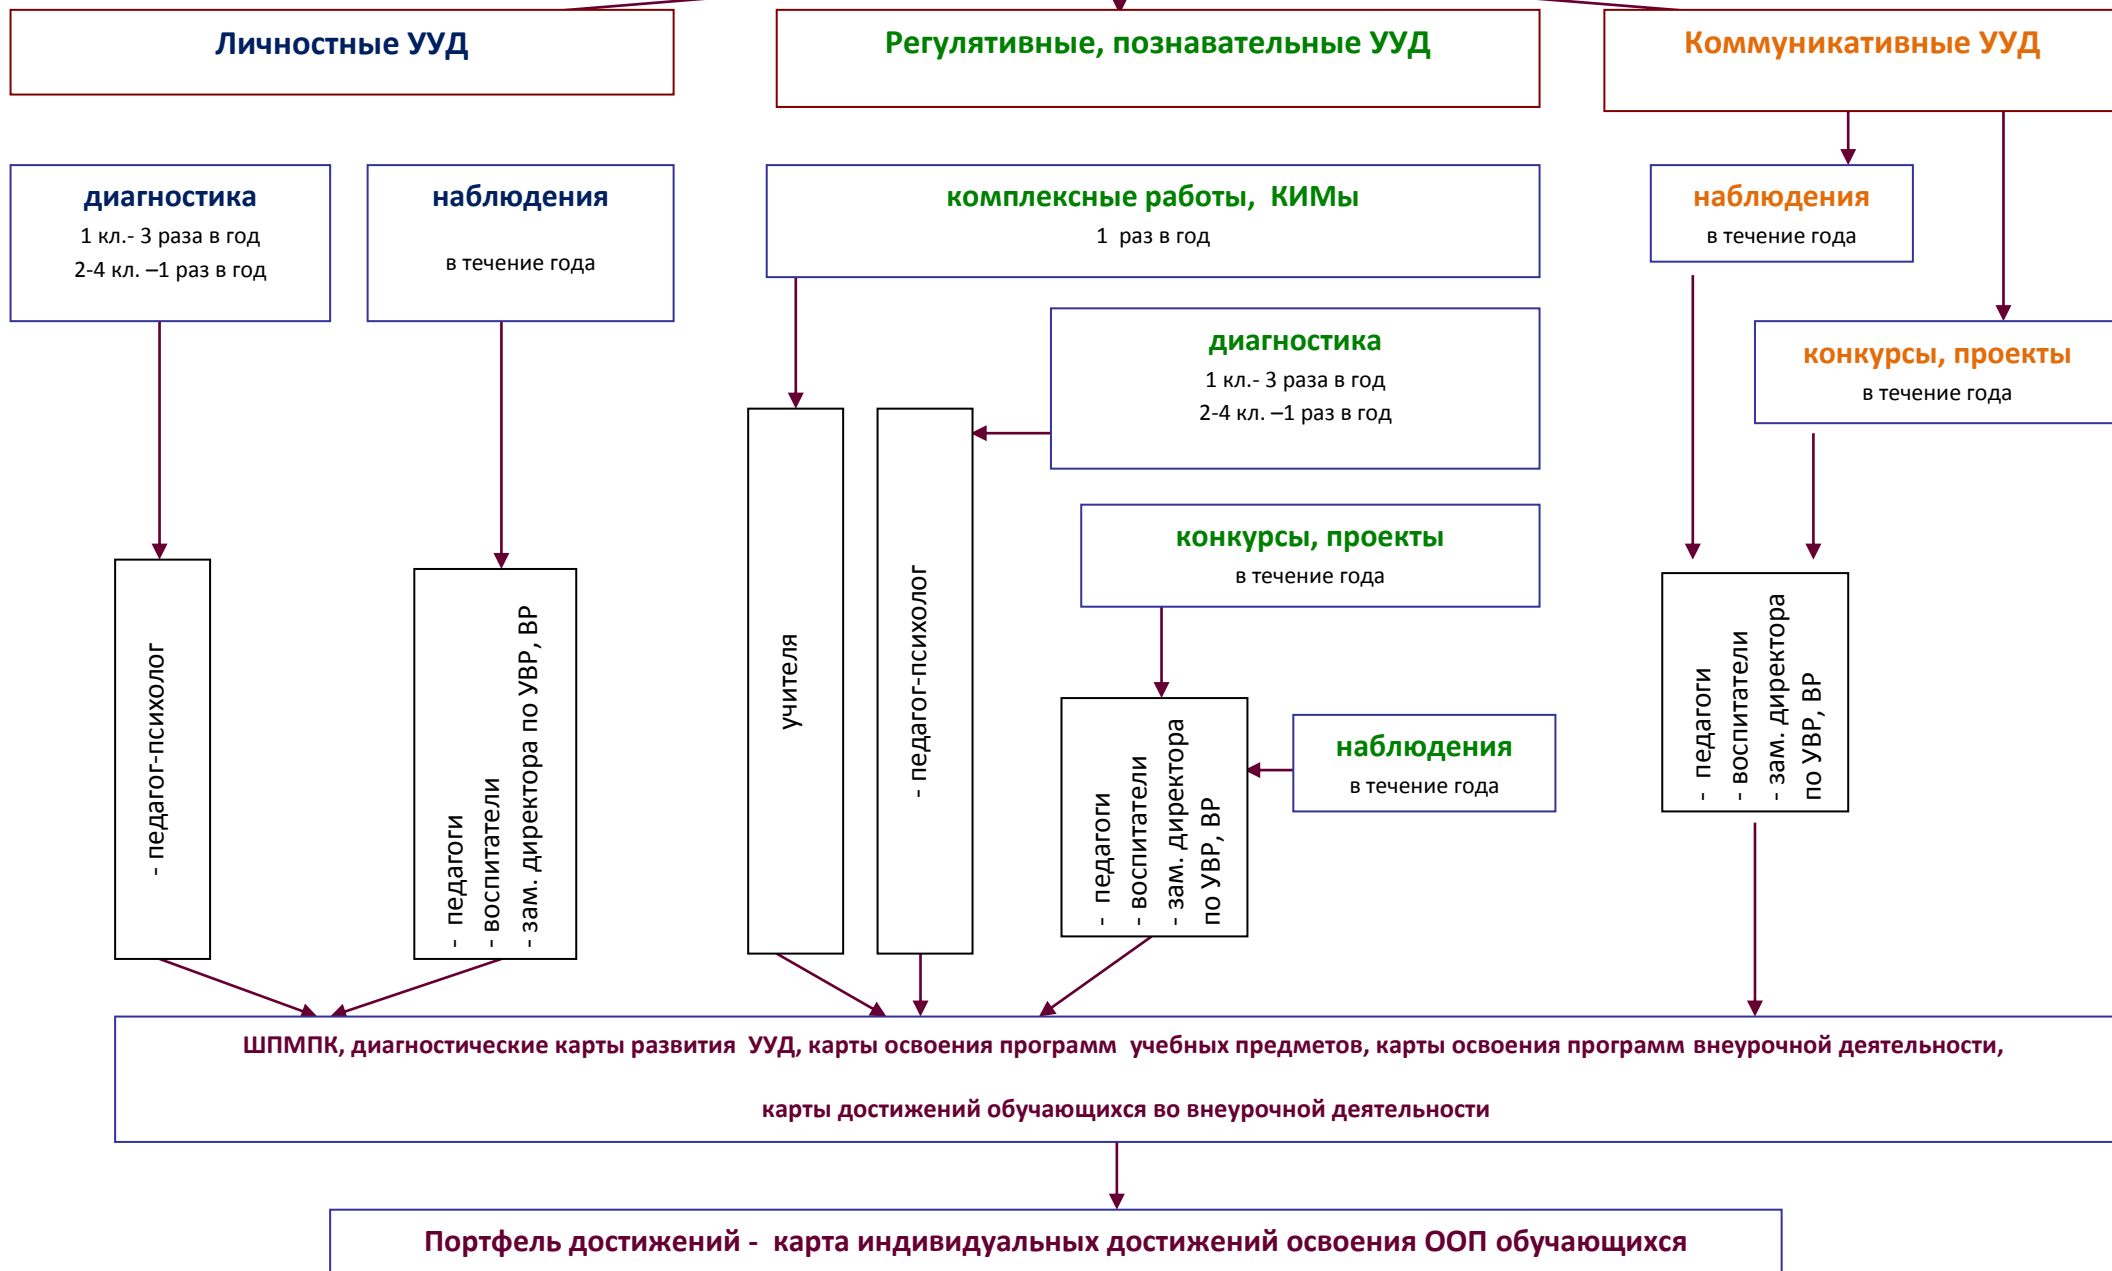 Личностные УУД
Регулятивные, познавательные УУД
Коммуникативные УУД
диагностика
1 кл.- 3 раза в год
2-4 кл. –1 раз в год
наблюдения
в течение года
комплексные работы, КИМы
1 раз в год
наблюдения
в течение года
диагностика
1 кл.- 3 раза в год
2-4 кл. –1 раз в год
конкурсы, проекты
в течение года
конкурсы, проекты
в течение года
наблюдения
в течение года
- педагог-психолог
- педагоги
- воспитатели
- зам. директора по УВР, ВР
учителя
- педагог-психолог
- педагоги
- воспитатели
- зам. директора
по УВР, ВР
- педагоги
- воспитатели
- зам. директора
по УВР, ВР
ШПМПК, диагностические карты развития УУД, карты освоения программ учебных предметов, карты освоения программ внеурочной деятельности,
карты достижений обучающихся во внеурочной деятельности
Портфель достижений - карта индивидуальных достижений освоения ООП обучающихся